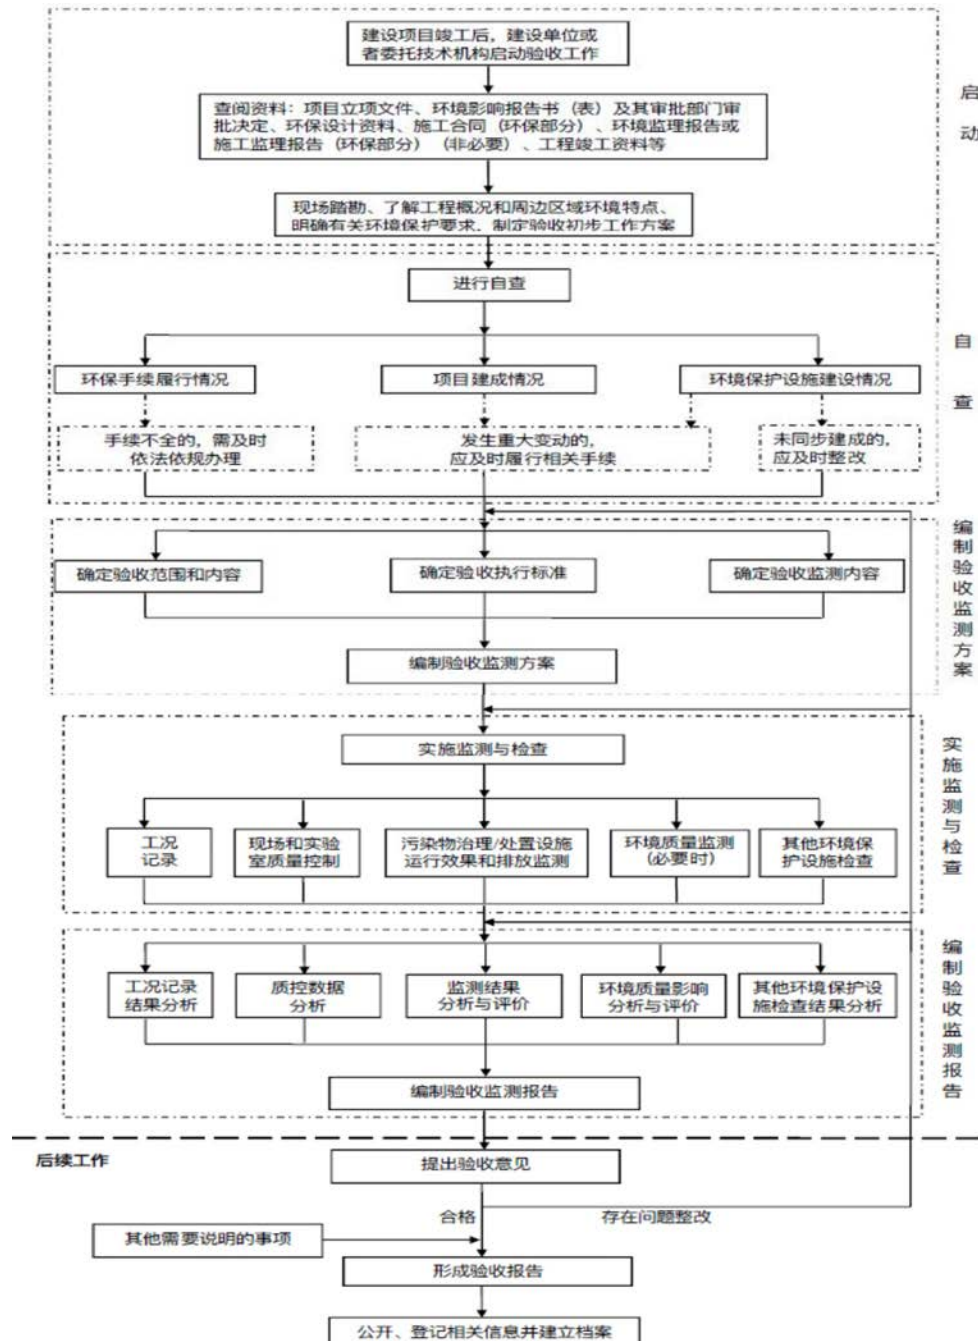 建设项目竣工后，建设单位或
者委托技术机构启动验收工作
启
动
查阅资料：项目立项文件、环境影响报告书（表）及其审批部门审
批决定、环保设计资料、施工合同（环保部分）、环境监理报告或
施工监理报告（环保部分）（非必要）、工程竣工资料等
现场踏勘、了解工程概况和周边区域环境特点、
明确有关环境保护要求，制定验收初步工作方案
进行自查
自
查
环保手续履行情况
项目建成情况
环境保护设施建设情况
手续不全的，需及时
依法依规办理
发生重大变动的，
应及时履行相关手续
未同步建成的，
应及时整改
编制验收监测方案
确定验收范围和内容
确定验收执行标准
确定验收监测内容
编制验收监测方案
实施监测与检查
实施监测与检查
工况
记录
现场和实验
室质量控制
污染物治理/处置设施
运行效果和排放监测
环境质量监测
（必要时）
其他环境保
护设施检查
编制验收监测报告
工况记录
结果分析
质控数据
分析
监测结果
分析与评价
环境质量影响
分析与评价
其他环境保护设
施检查结果分析
编制验收监测报告
后续工作
提出验收意见
合格
存在问题整改
其他需要说明的事项
形成验收报告
公开、登记相关信息并建立档案